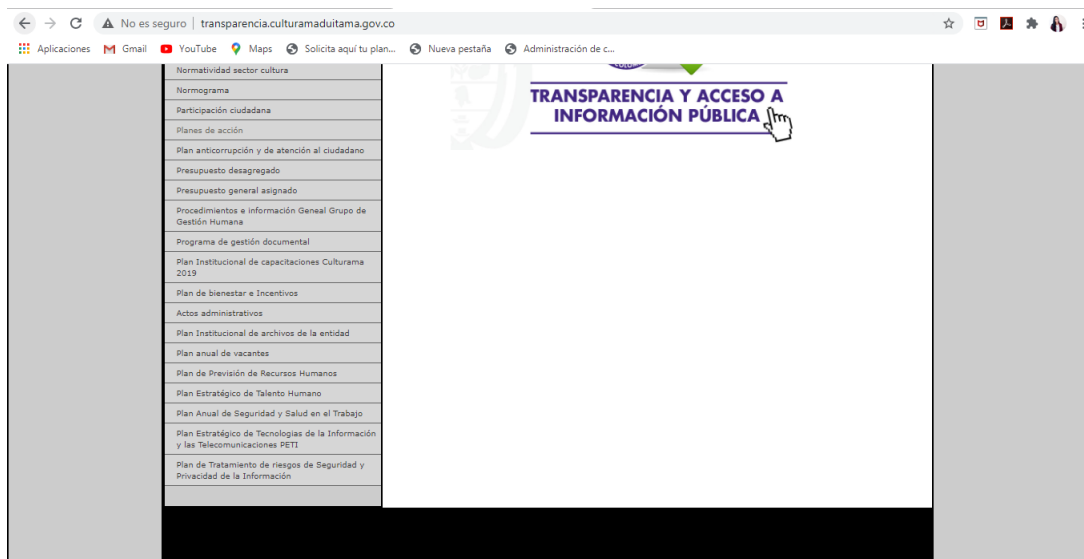 No es seguro | transparencia.culturamaduitama.gov.co
Aplicaciones Gmail YouTube Maps Solicita aquí tu plan... Nueva pestaña Administración de c...
Normatividad sector cultura
Normograma
Participación ciudadana
Planes de acción
Plan anticorrupción y de atención al ciudadano
Presupuesto desagregado
Presupuesto general asignado
Procedimientos e información Geneal Grupo de
Gestión Humana
Programa de gestión documental
Plan Institucional de capacitaciones Culturama
2019
Plan de bienestar e Incentivos
Actos administrativos
Plan Institucional de archivos de la entidad
Plan anual de vacantes
Plan de Previsión de Recursos Humanos
Plan Estratégico de Talento Humano
Plan Anual de Seguridad y Salud en el Trabajo
Plan Estratégico de Tecnologias de la Información
y las Telecomunicaciones PETI
Plan de Tratamiento de riesgos de Seguridad y
Privacidad de la Información
TRANSPARENCIA Y ACCESO A
INFORMACIÓN PÚBLICA